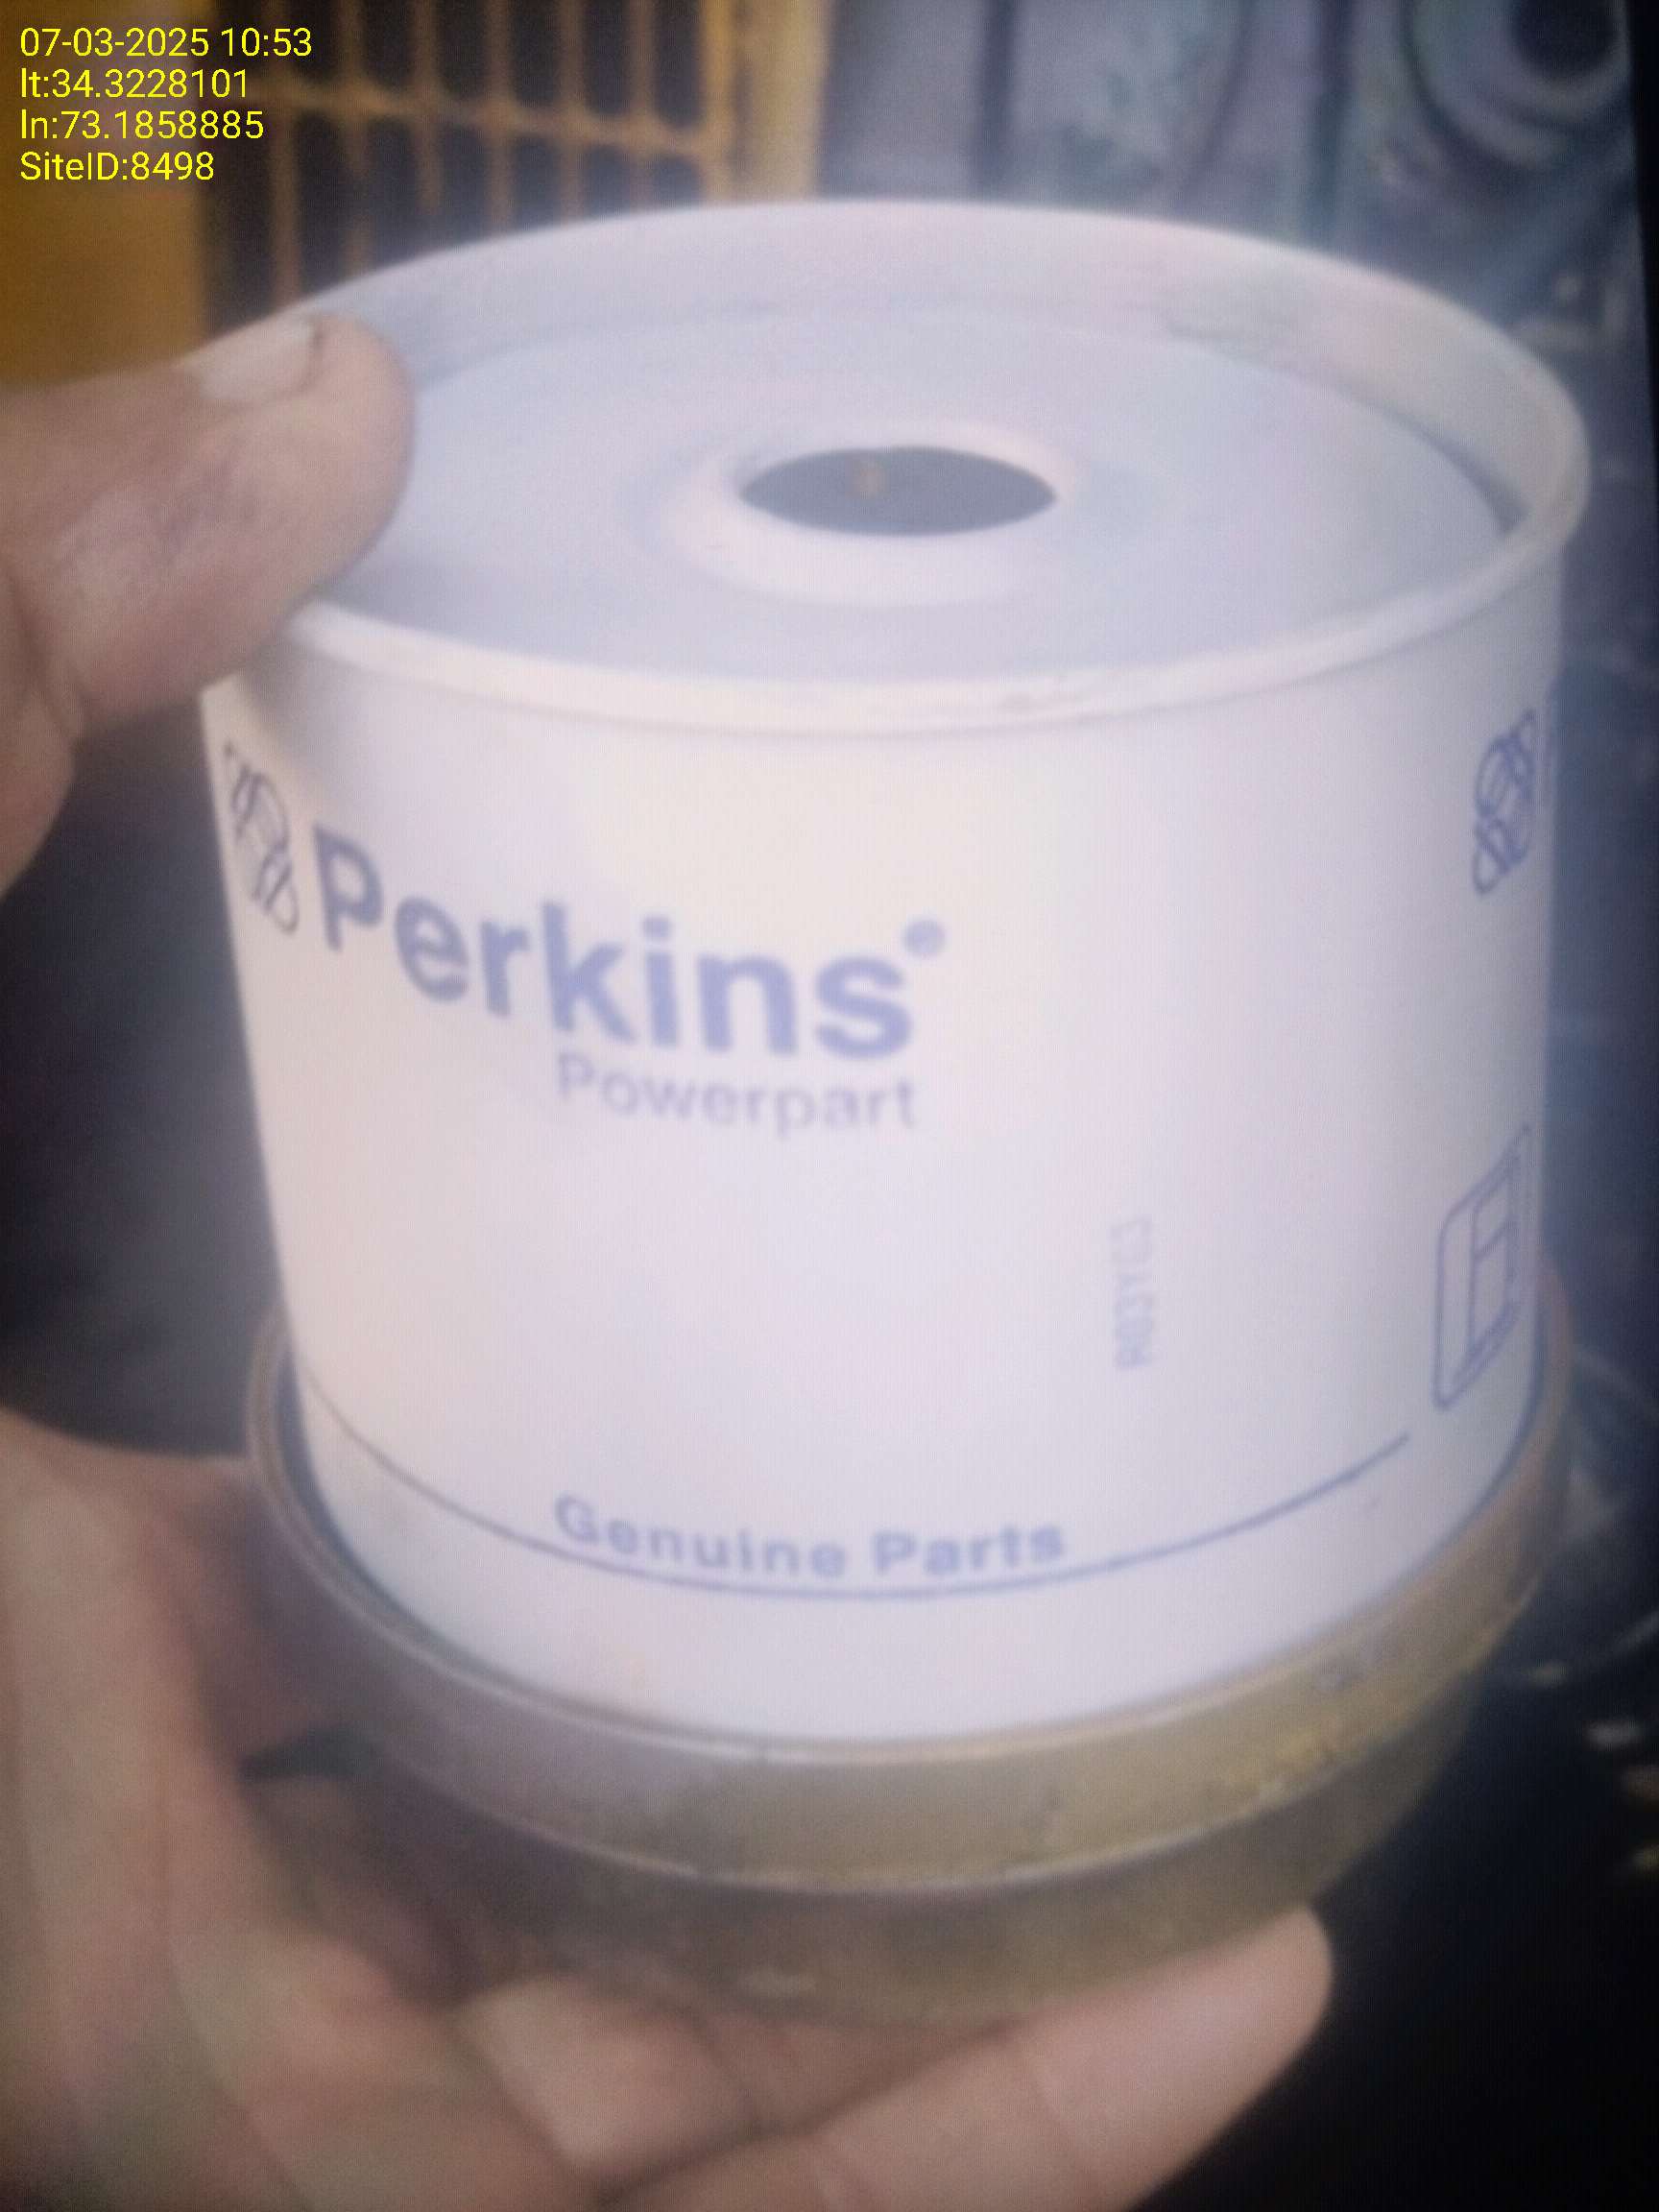 07-03-2025 10:53
lt:34.3228101
ln:73.1858885
SiteID:8498
Perkins®
Powerpart
Genuine Parts